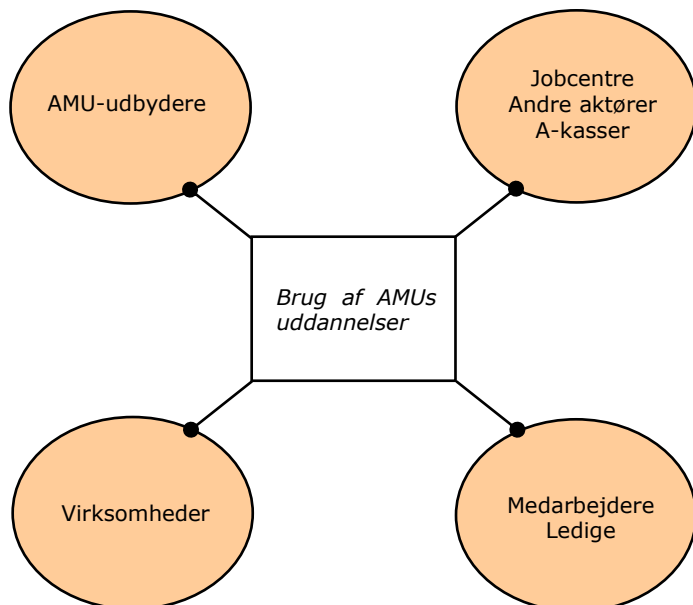 AMU-udbydere
Jobcentre
Andre aktører
A-kasser
Brug af AMUs
uddannelser
Virksomheder
Medarbejdere
Ledige